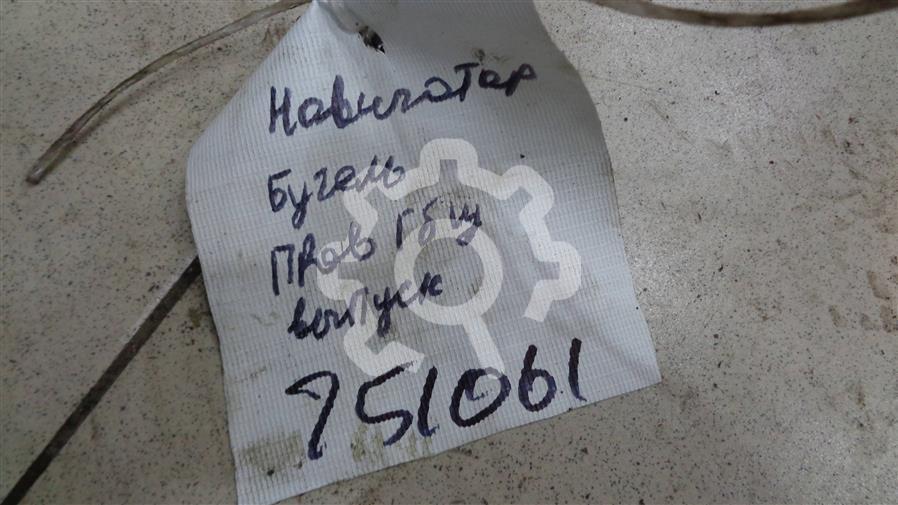 Навигатор
Бугель
Прав ГБЦ
выпуск
751061